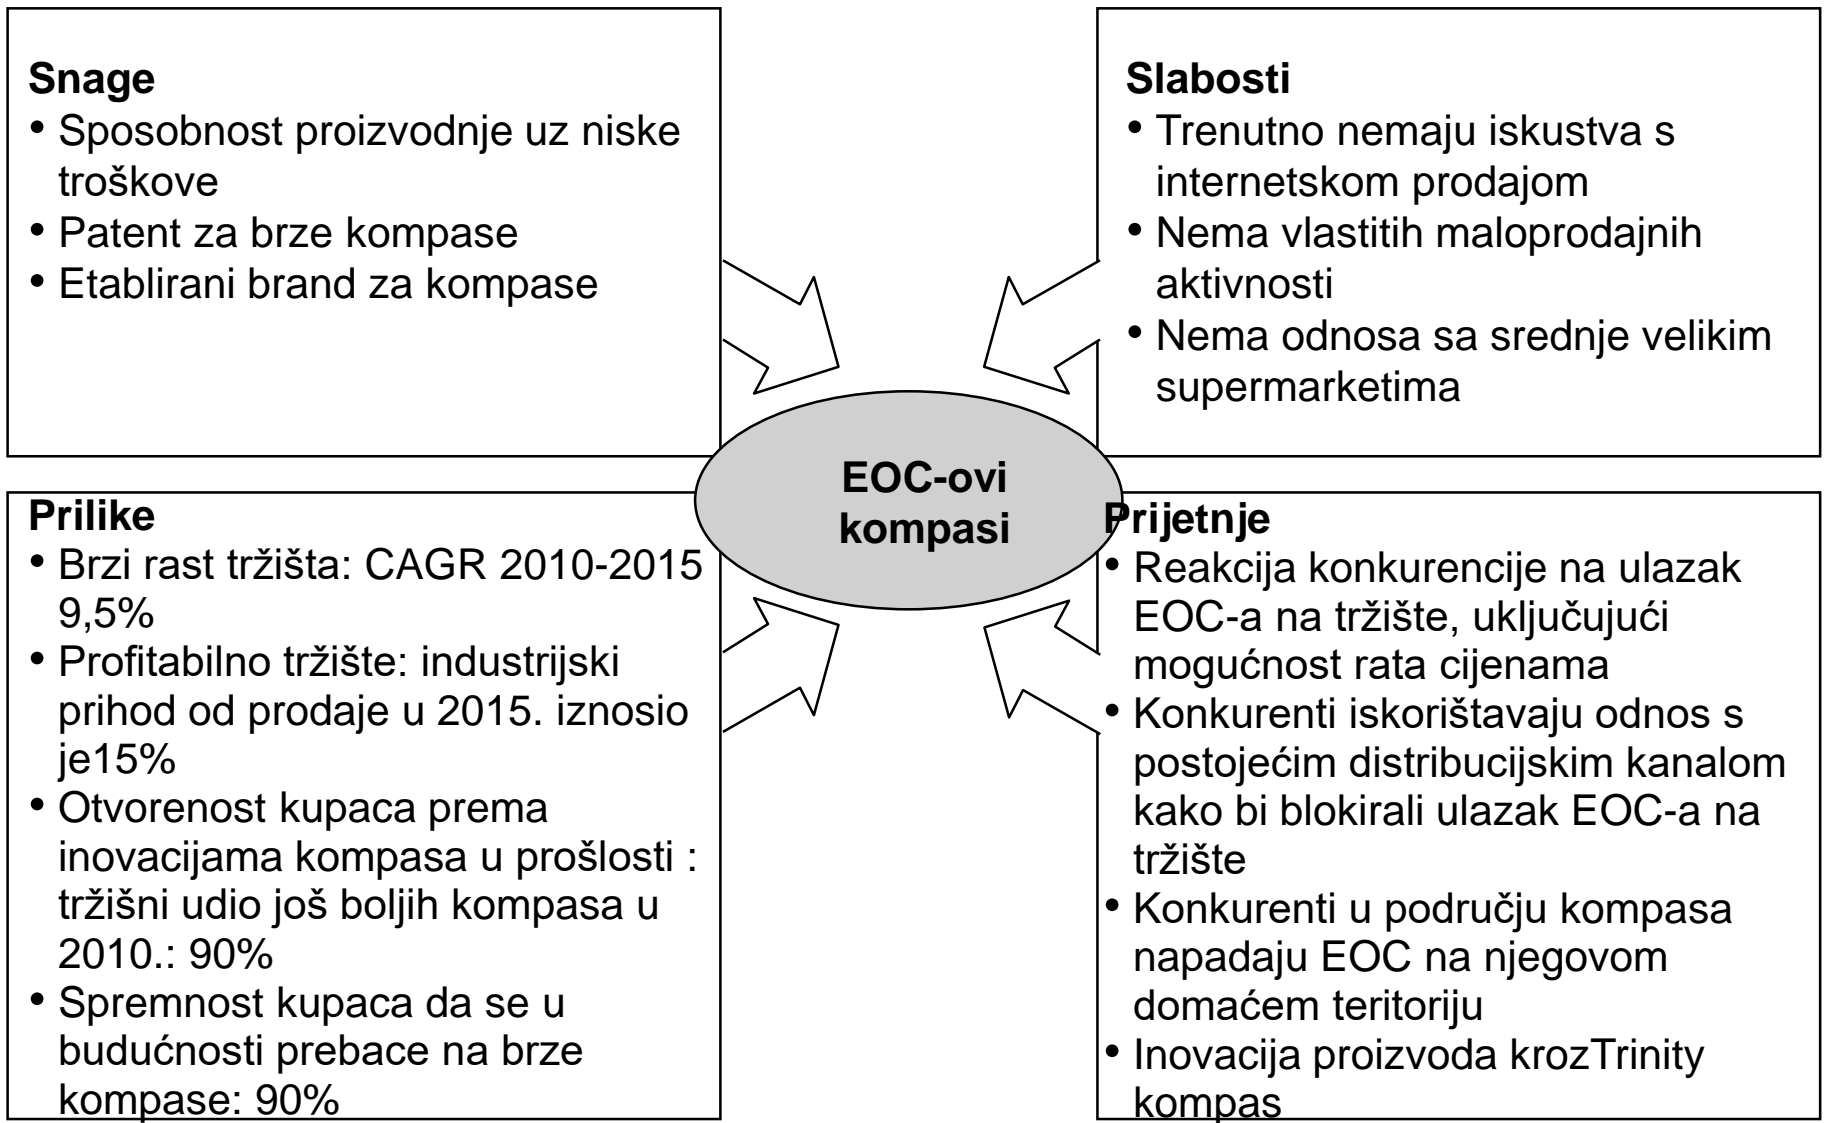 Snage
• Sposobnost proizvodnje uz niske
troškove
• Patent za brze kompase
• Etablirani brand za kompase
Slabosti
• Trenutno nemaju iskustva s
internetskom prodajom
• Nema vlastitih maloprodajnih
aktivnosti
• Nema odnosa sa srednje velikim
supermarketima
EOC-ovi
kompasi
Prilike
• Brzi rast tržišta: CAGR 2010-2015
9,5%
• Profitabilno tržište: industrijski
prihod od prodaje u 2015. iznosio
je15%
• Otvorenost kupaca prema
inovacijama kompasa u prošlosti :
tržišni udio još boljih kompasa u
2010.: 90%
• Spremnost kupaca da se u
budućnosti prebace na brze
kompase: 90%
Prijetnje
• Reakcija konkurencije na ulazak
EOC-a na tržište, uključujući
mogućnost rata cijenama
• Konkurenti iskorištavaju odnos s
postojećim distribucijskim kanalom
kako bi blokirali ulazak EOC-a na
tržište
• Konkurenti u području kompasa
napadaju EOC na njegovom
domaćem teritoriju
• Inovacija proizvoda krozTrinity
kompas